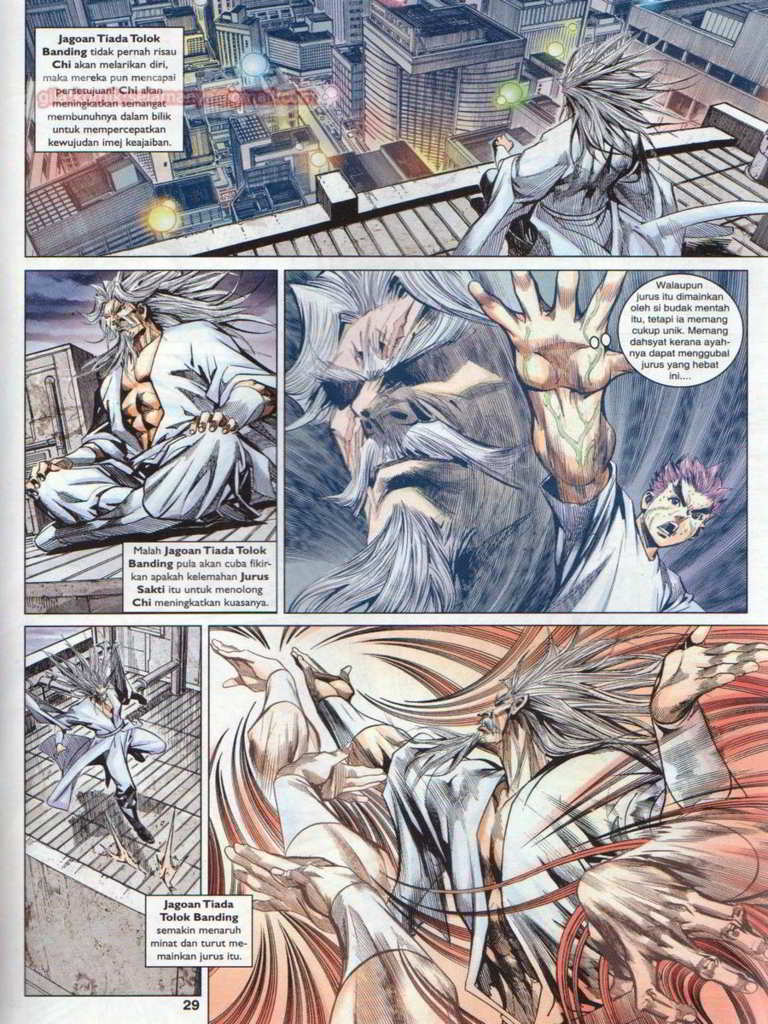 Jagoan Tiada Tolok
Banding tidak pernah risau
Chi akan melarikan diri,
maka mereka pun mencapai
persetujuan! Chi akan
meningkatkan semangat
membunuhnya dalam bilik
untuk mempercepatkan
kewujudan imej keajaiban.
Walaupun
jurus itu dimainkan
oleh si budak mentah
itu, tetapi ia memang
cukup unik. Memang
dahsyat kerana ayah-
nya dapat menggubal
jurus yang hebat
ini....
Malah Jagoan Tiada Tolok
Banding pula akan cuba fikir-
kan apakah kelemahan Jurus
Sakti itu untuk menolong
Chi meningkatkan kuasanya.
Jagoan Tiada
Tolok Banding
semakin menaruh
minat dan turut me-
mainkan jurus itu.
29